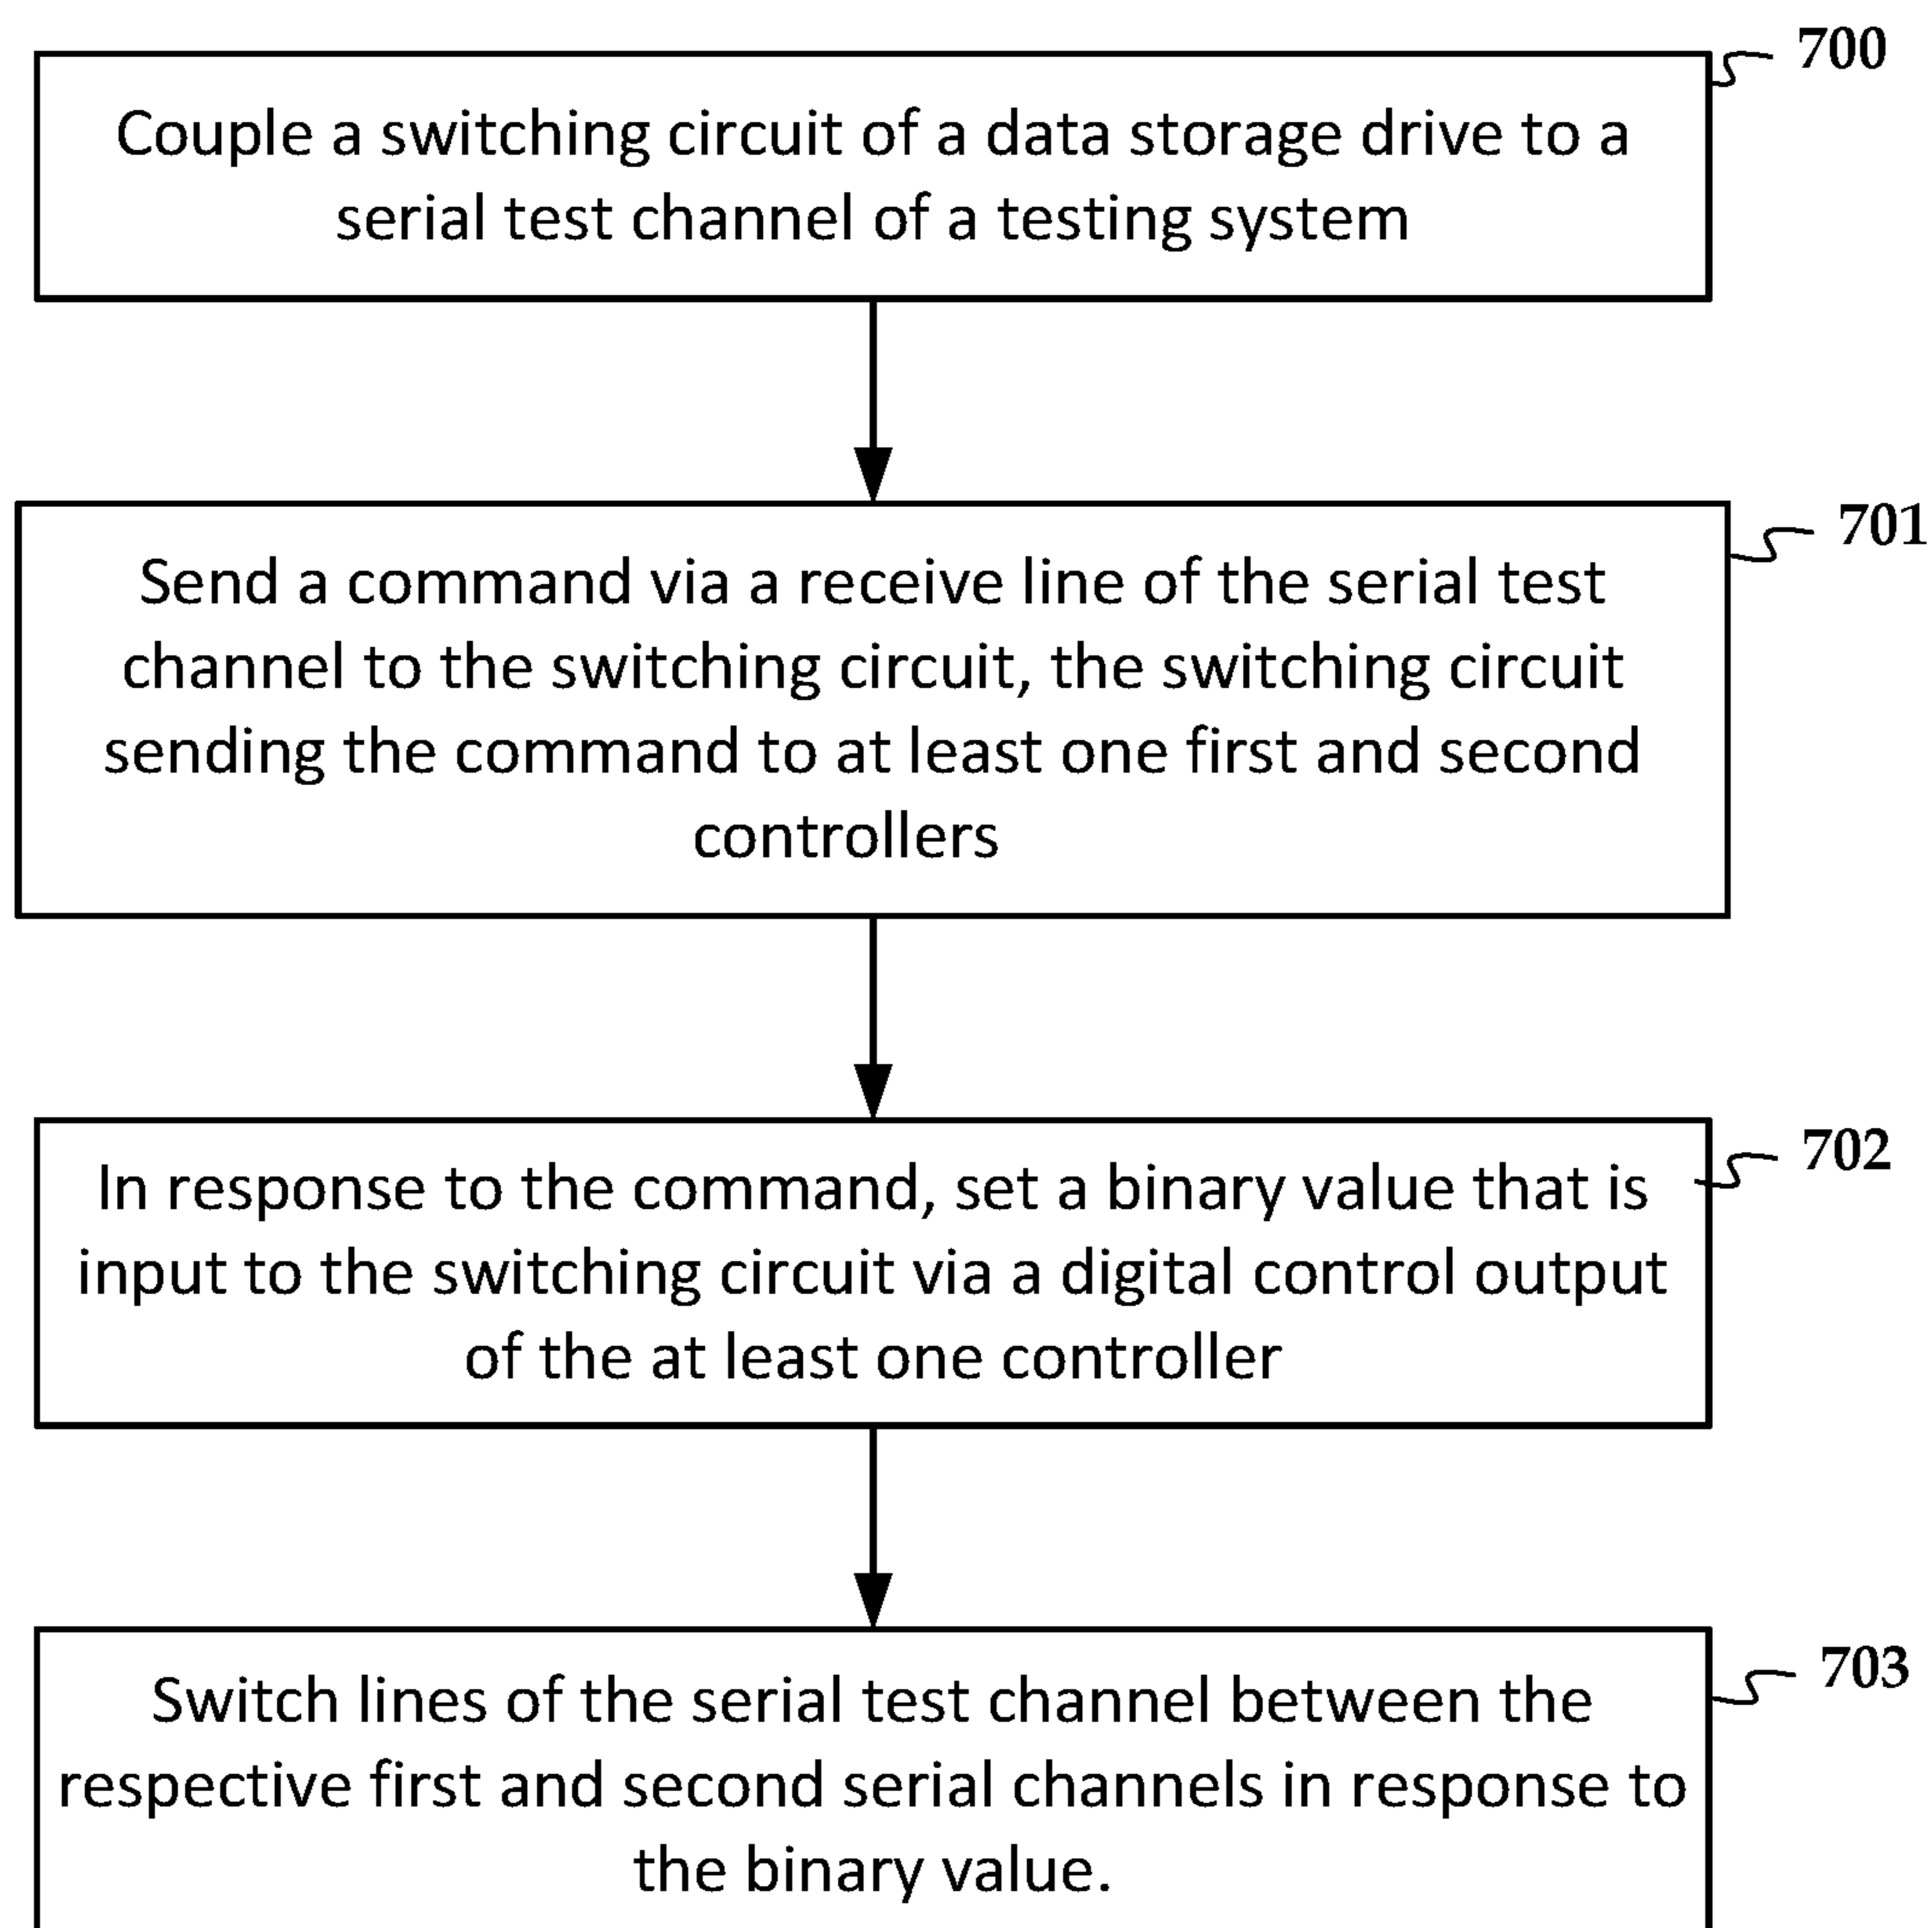 700
Couple a switching circuit of a data storage drive to a
serial test channel of a testing system
701
Send a command via a receive line of the serial test
channel to the switching circuit, the switching circuit
sending the command to at least one first and second
controllers
702
In response to the command, set a binary value that is
input to the switching circuit via a digital control output
of the at least one controller
703
Switch lines of the serial test channel between the
respective first and second serial channels in response to
the binary value.